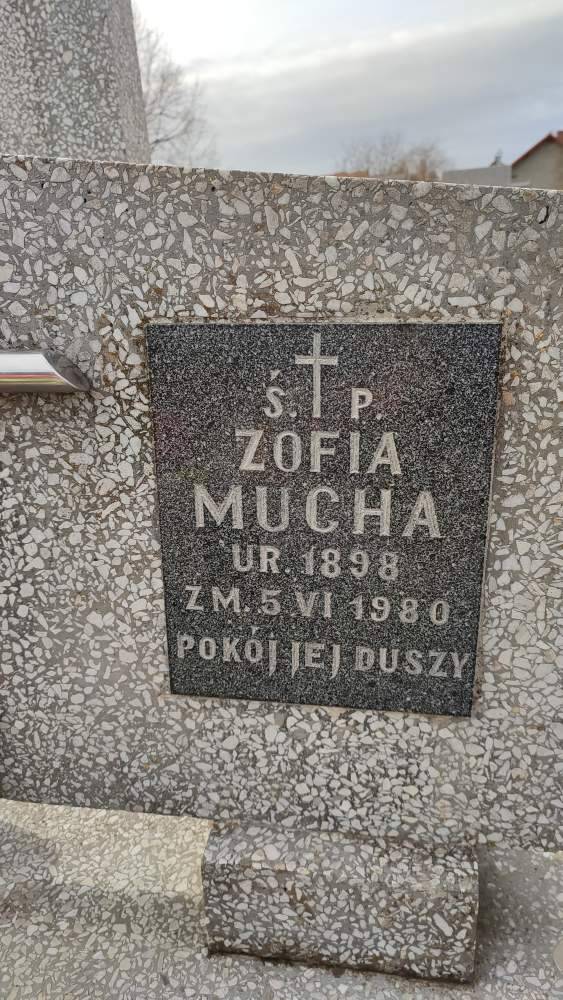 Ś. P.
ZOFIA
MUCHA
UR. 1898
ZM. 5 VI 1980
POKÓJ JEJ DUSZY